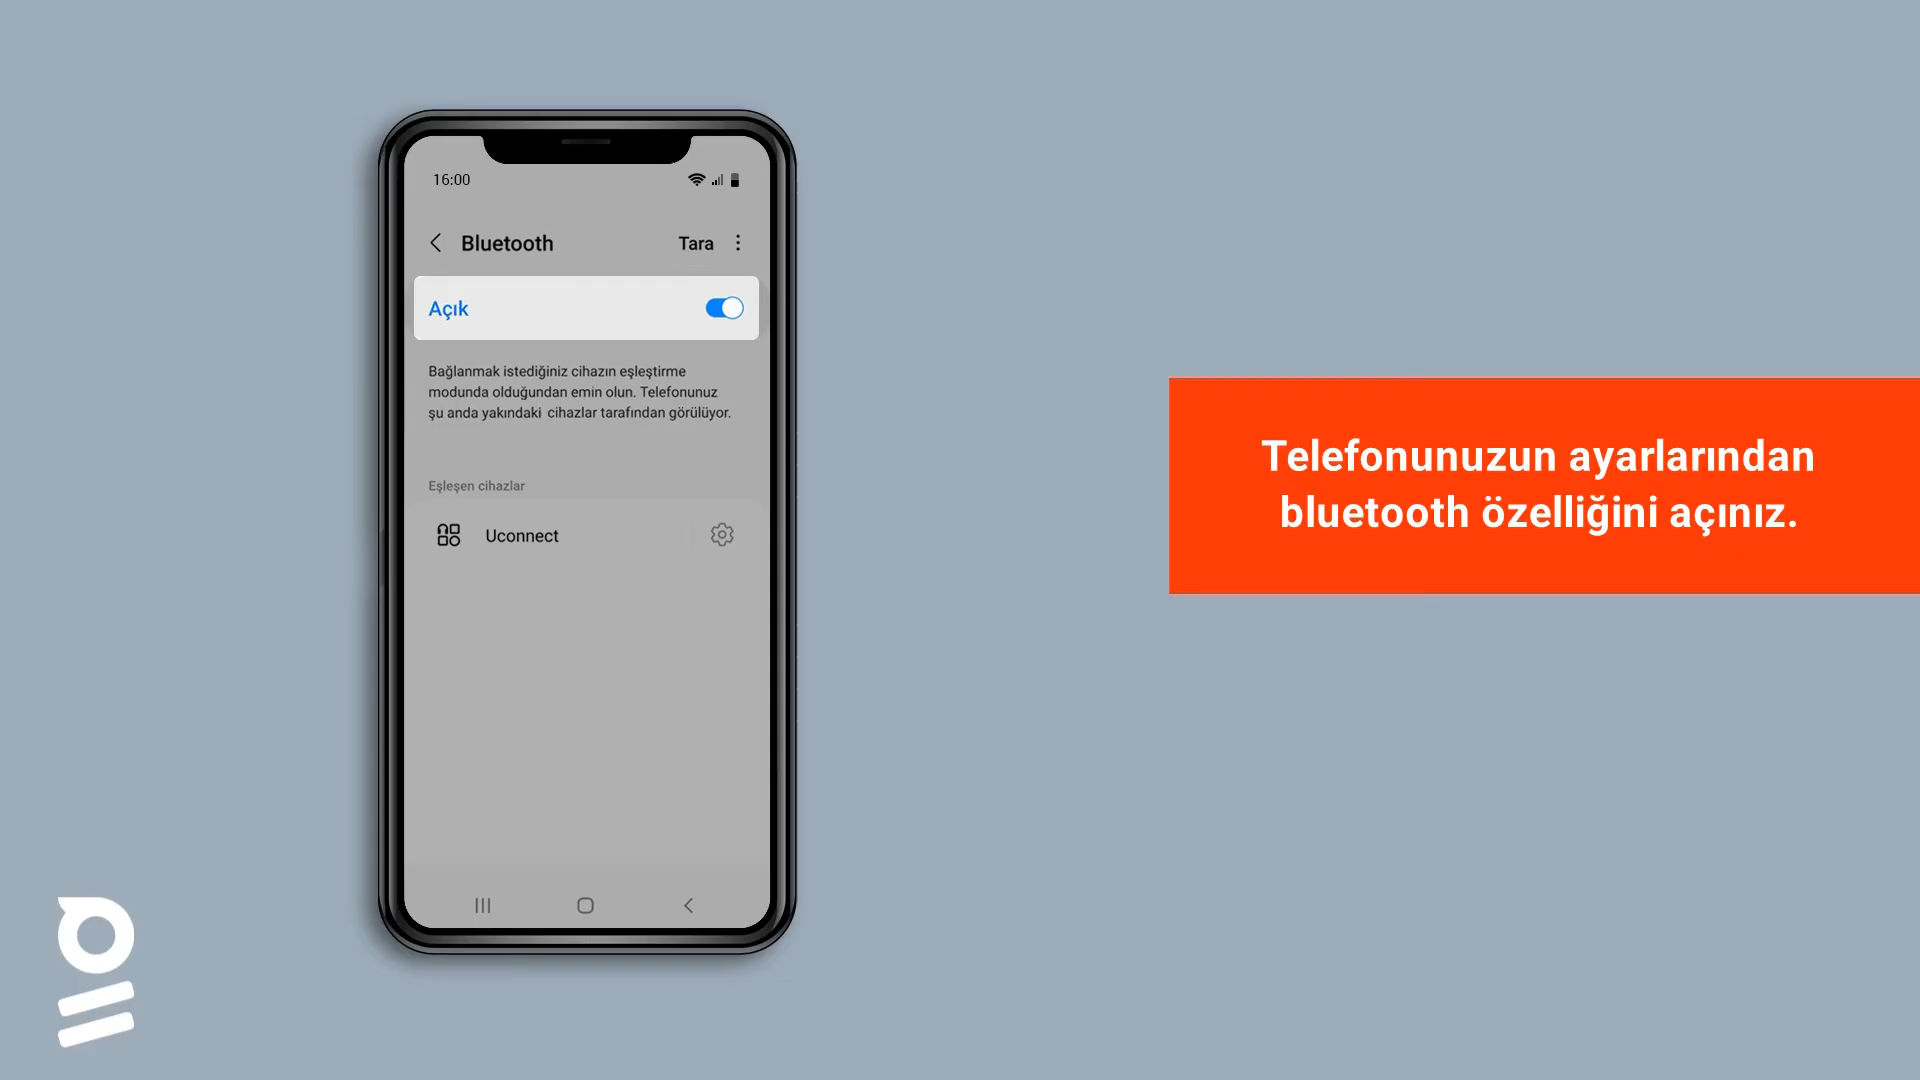 16:00
Bluetooth
Tara
Açık
Bağlanmak istediğiniz cihazın eşleştirme
modunda olduğundan emin olun. Telefonunuz
şu anda yakındaki cihazlar tarafından görülüyor.
Eşleşen cihazlar
Uconnect
Telefonunuzun ayarlarından
bluetooth özelliğini açınız.